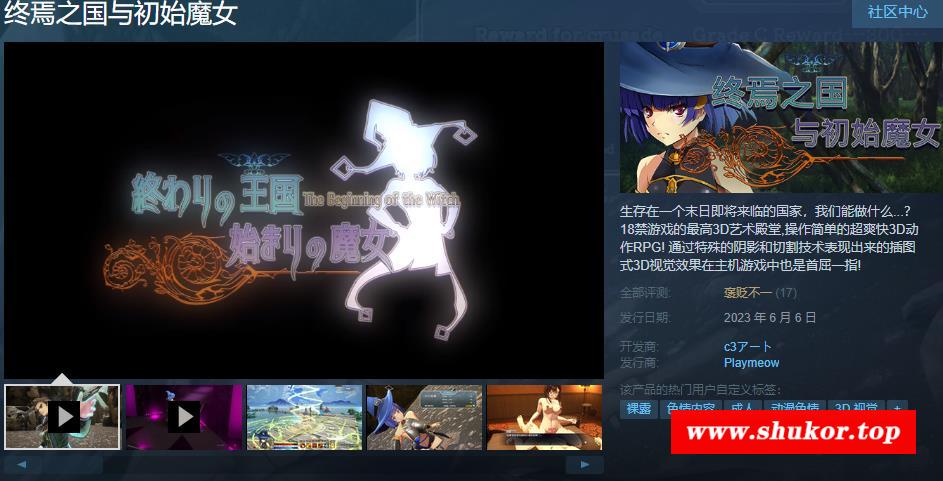 终焉之国与初始魔女
社区中心
Reward for crusade
Grade C Reward
終わりの王国
The Beginning of the Witch
始まりの魔女
终焉之国
与初始魔女
生存在一个末日即将来临的国家，我们能做什么...?
18禁游戏的最高3D艺术殿堂,操作简单的超爽快3D动
作RPG! 通过特殊的阴影和切割技术表现出来的插图
式3D视觉效果在主机游戏中也是首屈一指!
全部评测: 褒贬不一 (17)
发行日期: 2023 年 6 月 6 日
开发商: c3アート
发行商: Playmeow
该产品的热门用户自定义标签：
裸露 色情内容 成人 动漫色情 3D 视觉 +
www.shukor.top